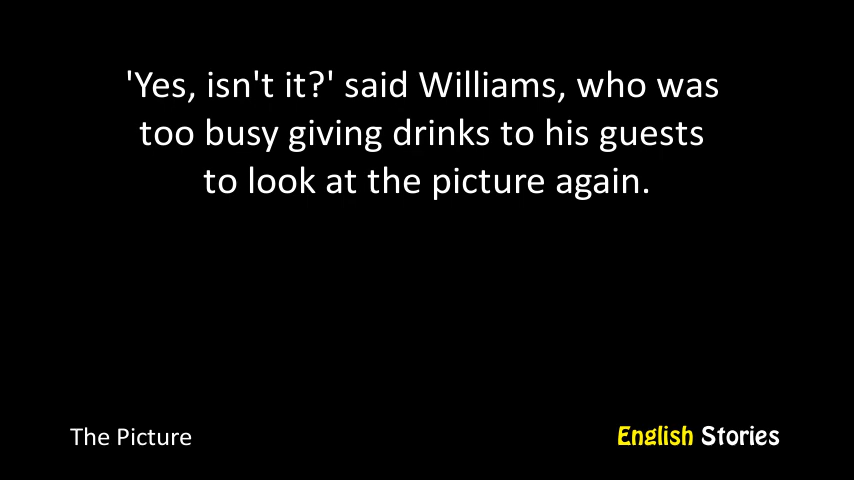 'Yes, isn't it?' said Williams, who was
too busy giving drinks to his guests
to look at the picture again.
The Picture
English Stories